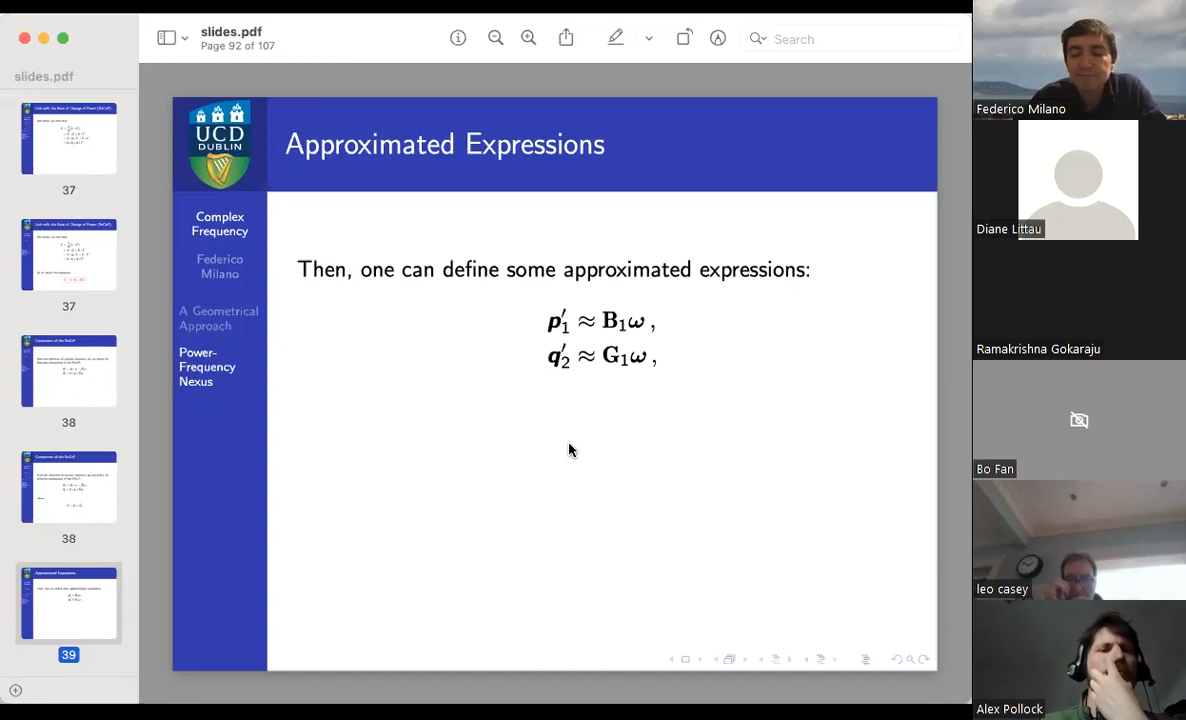 slides.pdf
Page 92 of 107
Search
slides.pdf
37
37
38
38
39
UCD
DUBLIN
Approximated Expressions
Complex
Frequency
Federico
Milano
A Geometrical
Approach
Power-
Frequency
Nexus
Then, one can define some approximated expressions:
p′₁ ≈ B₁ω ,
q′₂ ≈ G₁ω ,
Federico Milano
Diane Littau
Ramakrishna Gokaraju
Bo Fan
leo casey
Alex Pollock